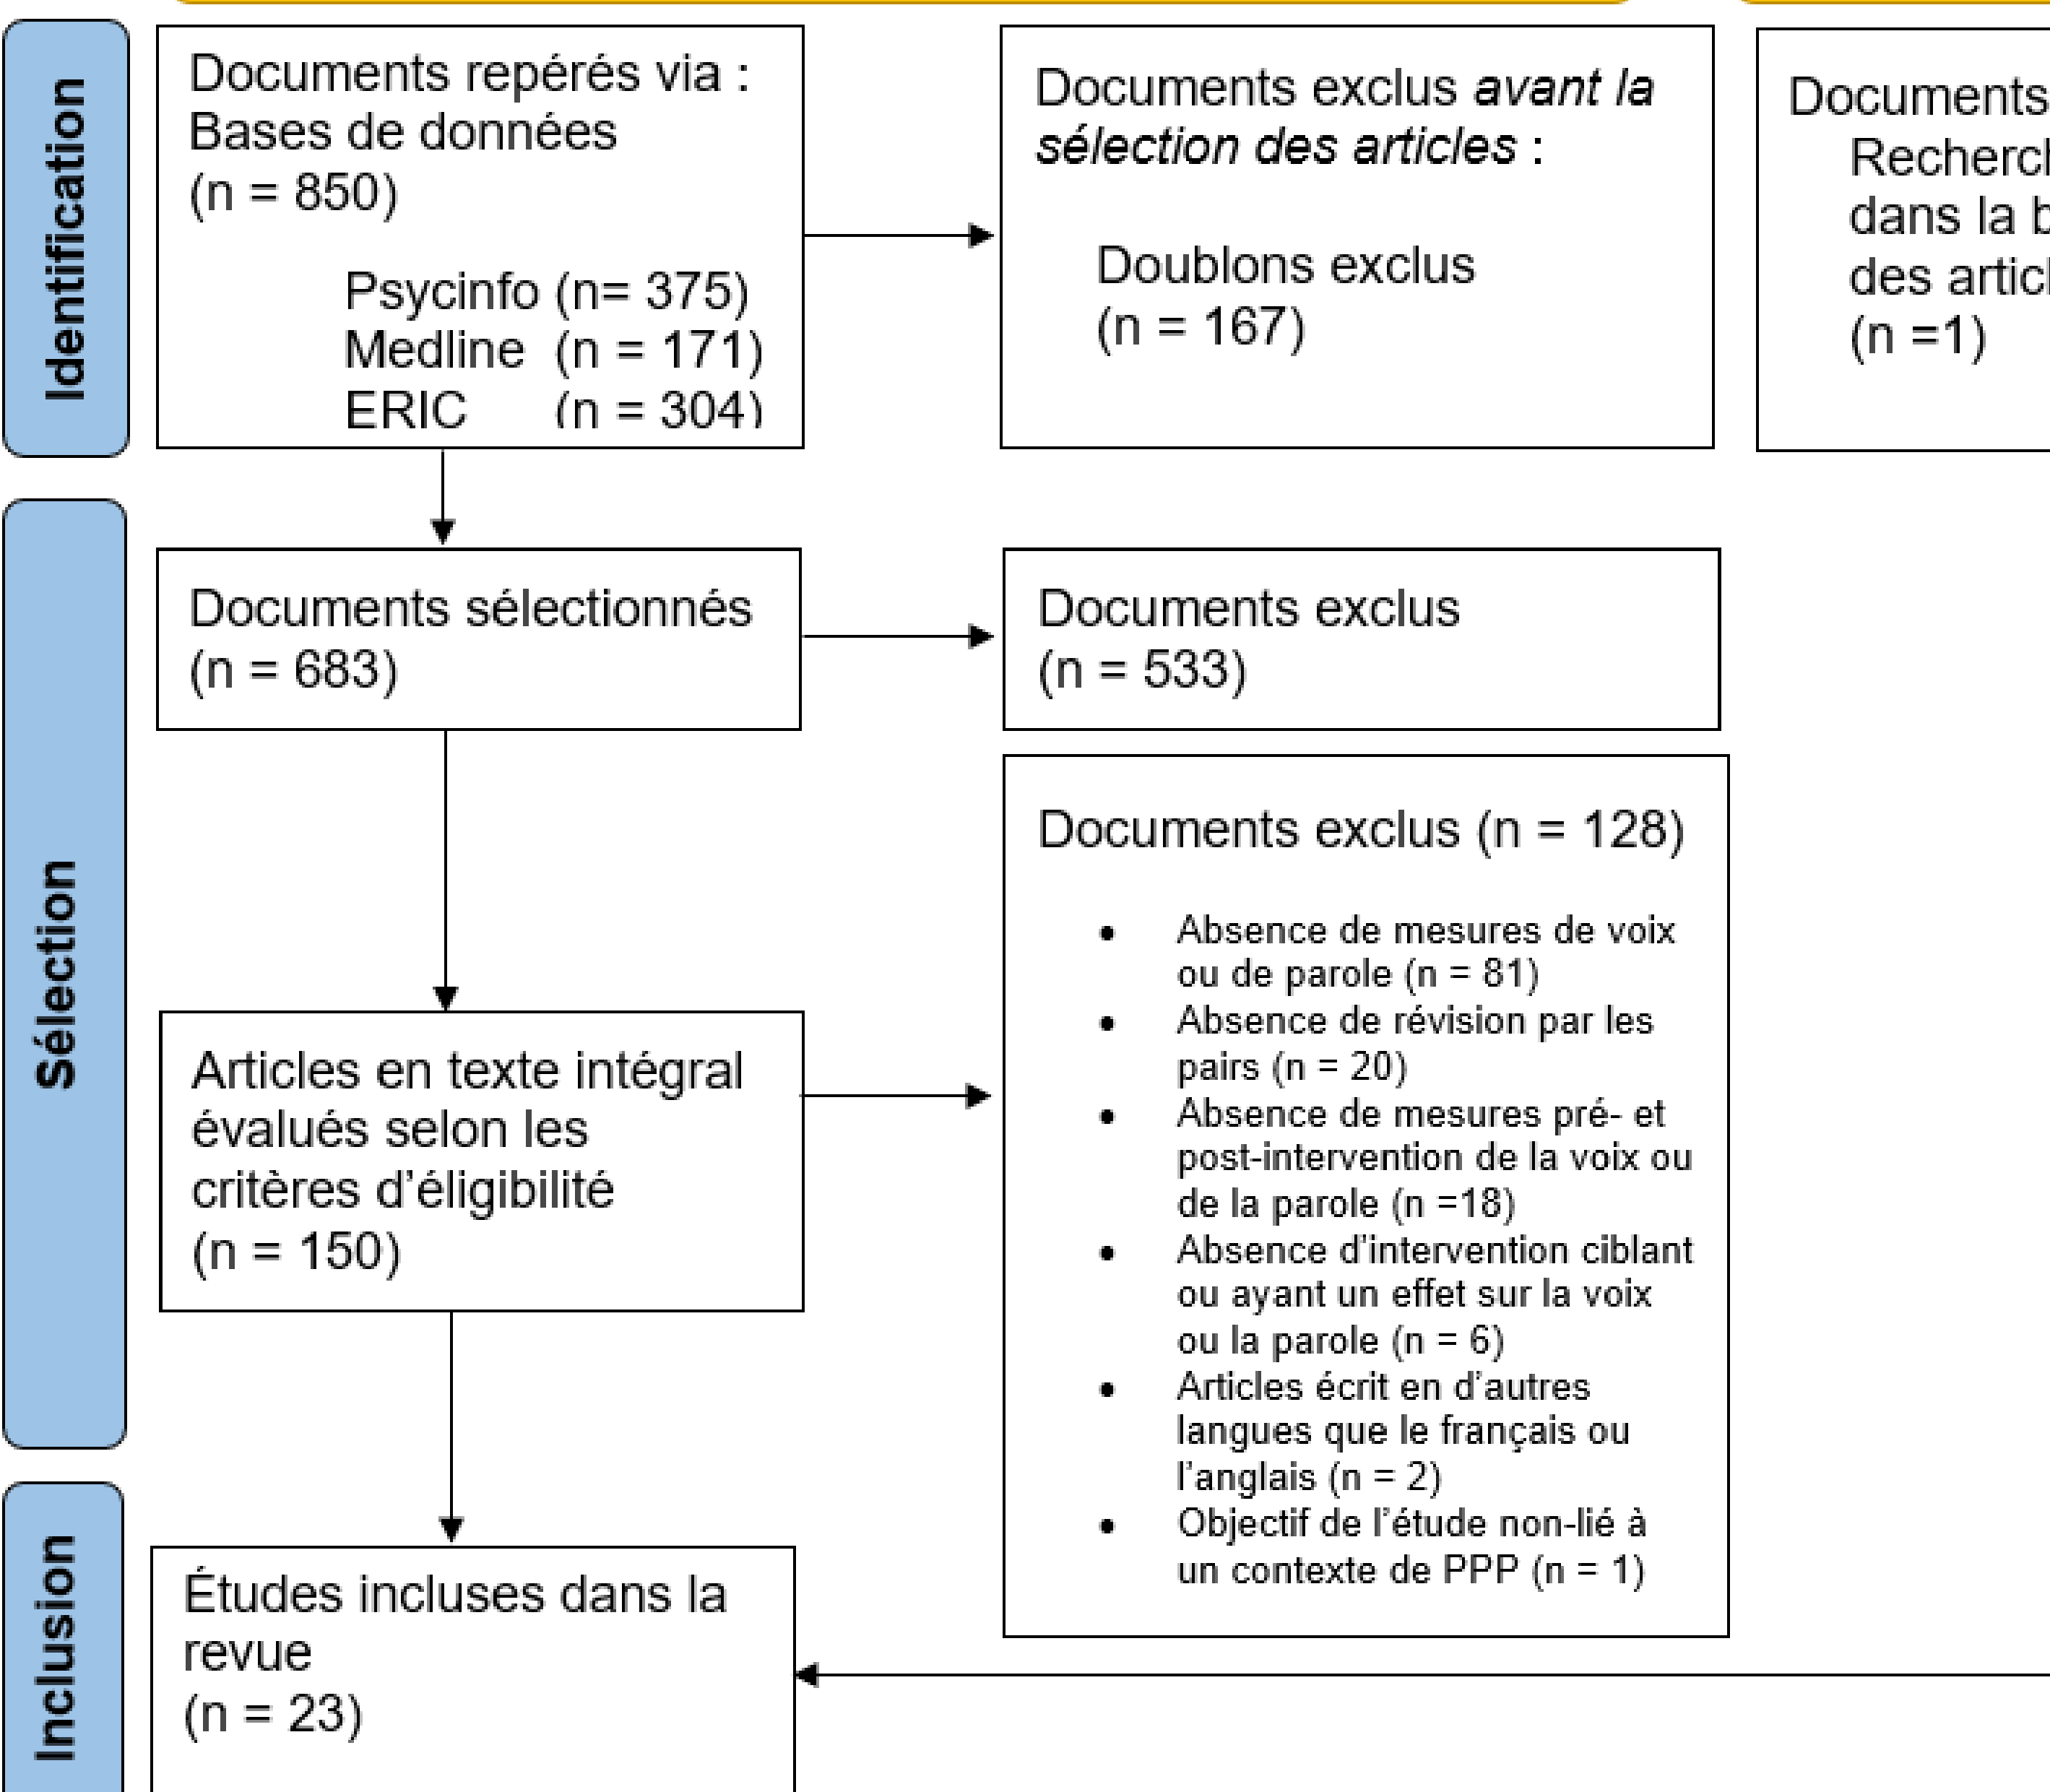 Identification
Documents repérés via :
Bases de données
(n = 850)
Psycinfo (n= 375)
Medline (n = 171)
ERIC (n = 304)
Documents exclus avant la
sélection des articles :
Doublons exclus
(n = 167)
Documents
dans la
(n =1)
Sélection
Documents sélectionnés
(n = 683)
Documents exclus
(n = 533)
Articles en texte intégral
évalués selon les
critères d’éligibilité
(n = 150)
Documents exclus (n = 128)
• Absence de mesures de voix
ou de parole (n = 81)
• Absence de révision par les
pairs (n = 20)
• Absence de mesures pré- et
post-intervention de la voix ou
de la parole (n =18)
• Absence d’intervention ciblant
ou ayant un effet sur la voix
ou la parole (n = 6)
• Articles écrit en d’autres
langues que le français ou
l’anglais (n = 2)
• Objectif de l’étude non-lié à
un contexte de PPP (n = 1)
Inclusion
Études incluses dans la
revue
(n = 23)